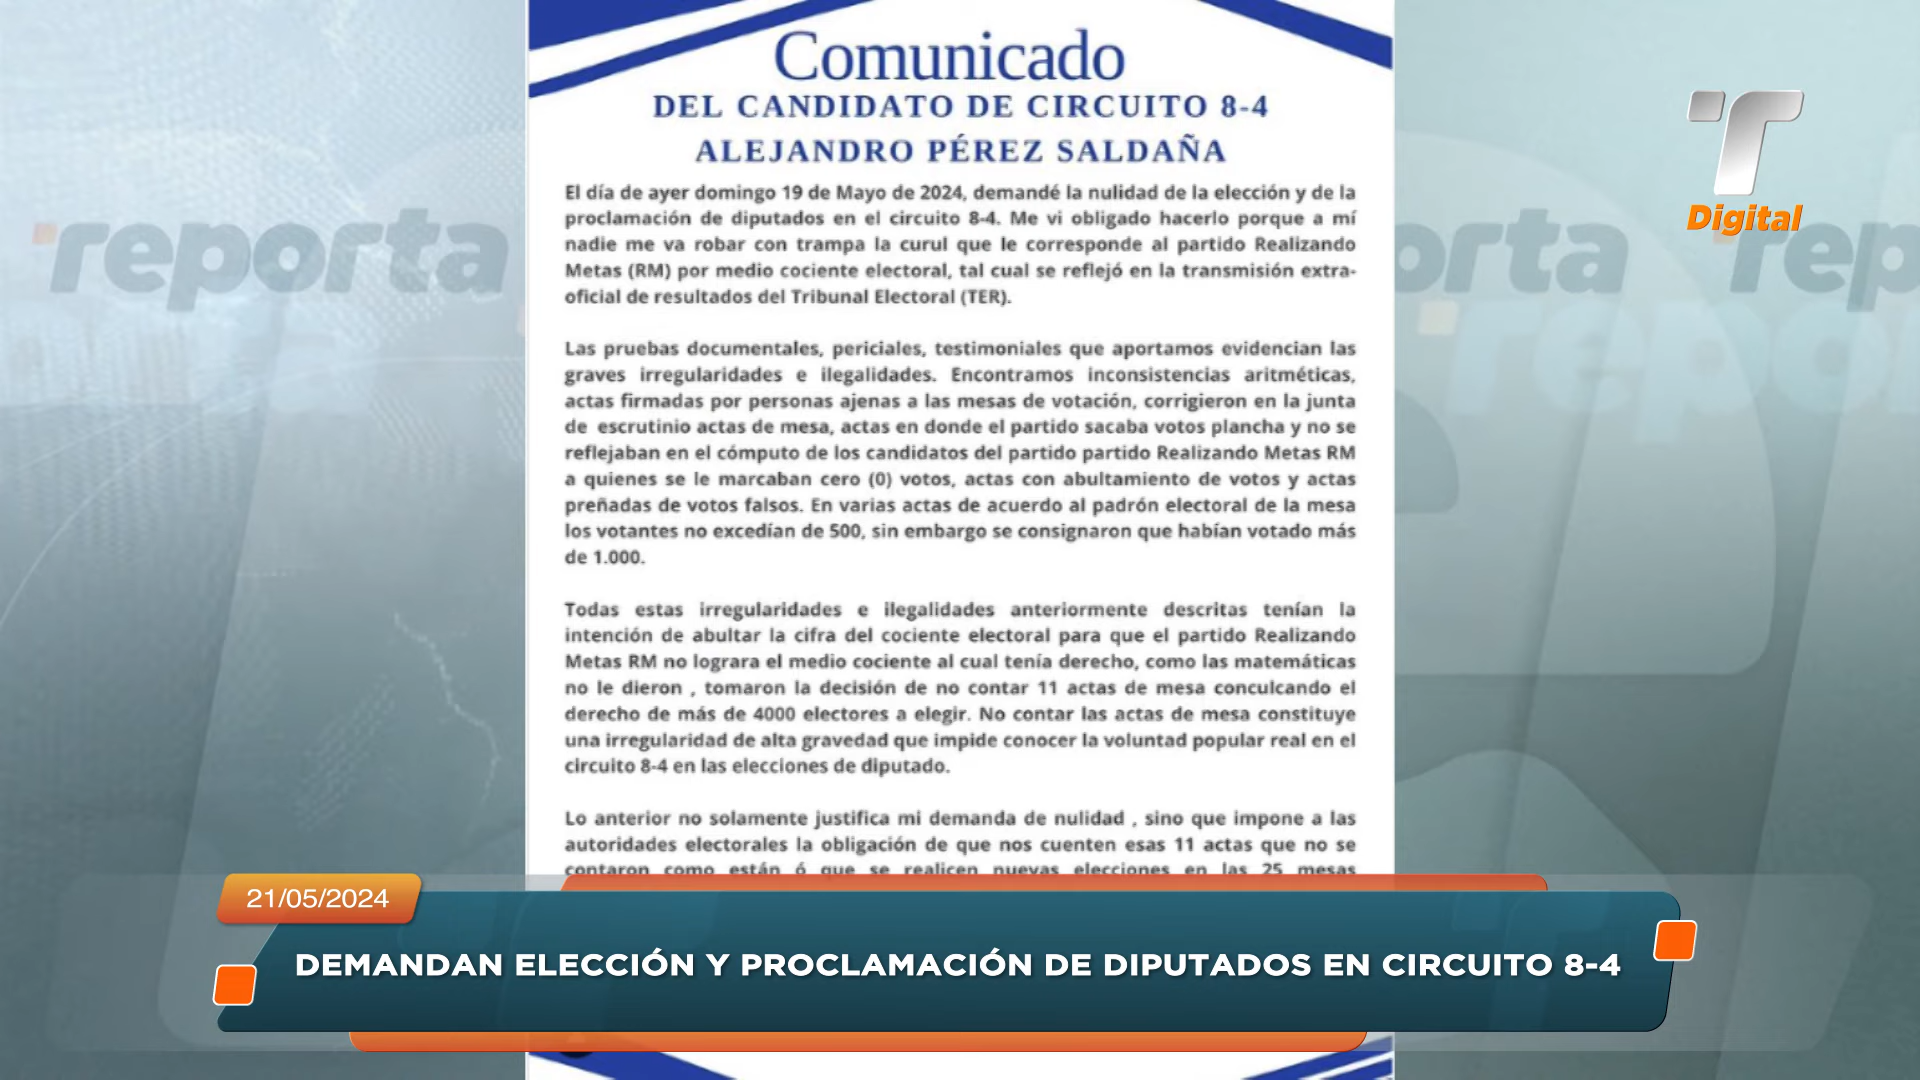 Comunicado
DEL CANDIDATO DE CIRCUITO 8-4
ALEJANDRO PÉREZ SALDAÑA
El día de ayer domingo 19 de Mayo de 2024, demandé la nulidad de la elección y de la
proclamación de diputados en el circuito 8-4. Me vi obligado hacerlo porque a mí
nadie me va robar con trampa la curul que le corresponde al partido Realizando
Metas (RM) por medio cociente electoral, tal cual se reflejó en la transmisión extra-
oficial de resultados del Tribunal Electoral (TER).
Las pruebas documentales, periciales, testimoniales que aportamos evidencian las
graves irregularidades e ilegalidades. Encontramos inconsistencias aritméticas,
actas firmadas por personas ajenas a las mesas de votación, corrigieron en la junta
de escrutinio actas de mesa, actas en donde el partido sacaba votos plancha y no se
reflejaban en el cómputo de los candidatos del partido partido Realizando Metas RM
a quienes se le marcaban cero (0) votos, actas con abultamiento de votos y actas
preñadas de votos falsos. En varias actas de acuerdo al padrón electoral de la mesa
los votantes no excedían de 500, sin embargo se consignaron que habían votado más
de 1.000.
Todas estas irregularidades e ilegalidades anteriormente descritas tenían la
intención de abultar la cifra del cociente electoral para que el partido Realizando
Metas RM no lograra el medio cociente al cual tenía derecho, como las matemáticas
no le dieron , tomaron la decisión de no contar 11 actas de mesa conculcando el
derecho de más de 4000 electores a elegir. No contar las actas de mesa constituye
una irregularidad de alta gravedad que impide conocer la voluntad popular real en el
circuito 8-4 en las elecciones de diputado.
Lo anterior no solamente justifica mi demanda de nulidad , sino que impone a las
autoridades electorales la obligación de que nos cuenten esas 11 actas que no se
contaron como están ó que se realicen nuevas elecciones en las 25 mesas
reporta
T
Digital
orta
rep
repor
21/05/2024
DEMANDAN ELECCIÓN Y PROCLAMACIÓN DE DIPUTADOS EN CIRCUITO 8-4